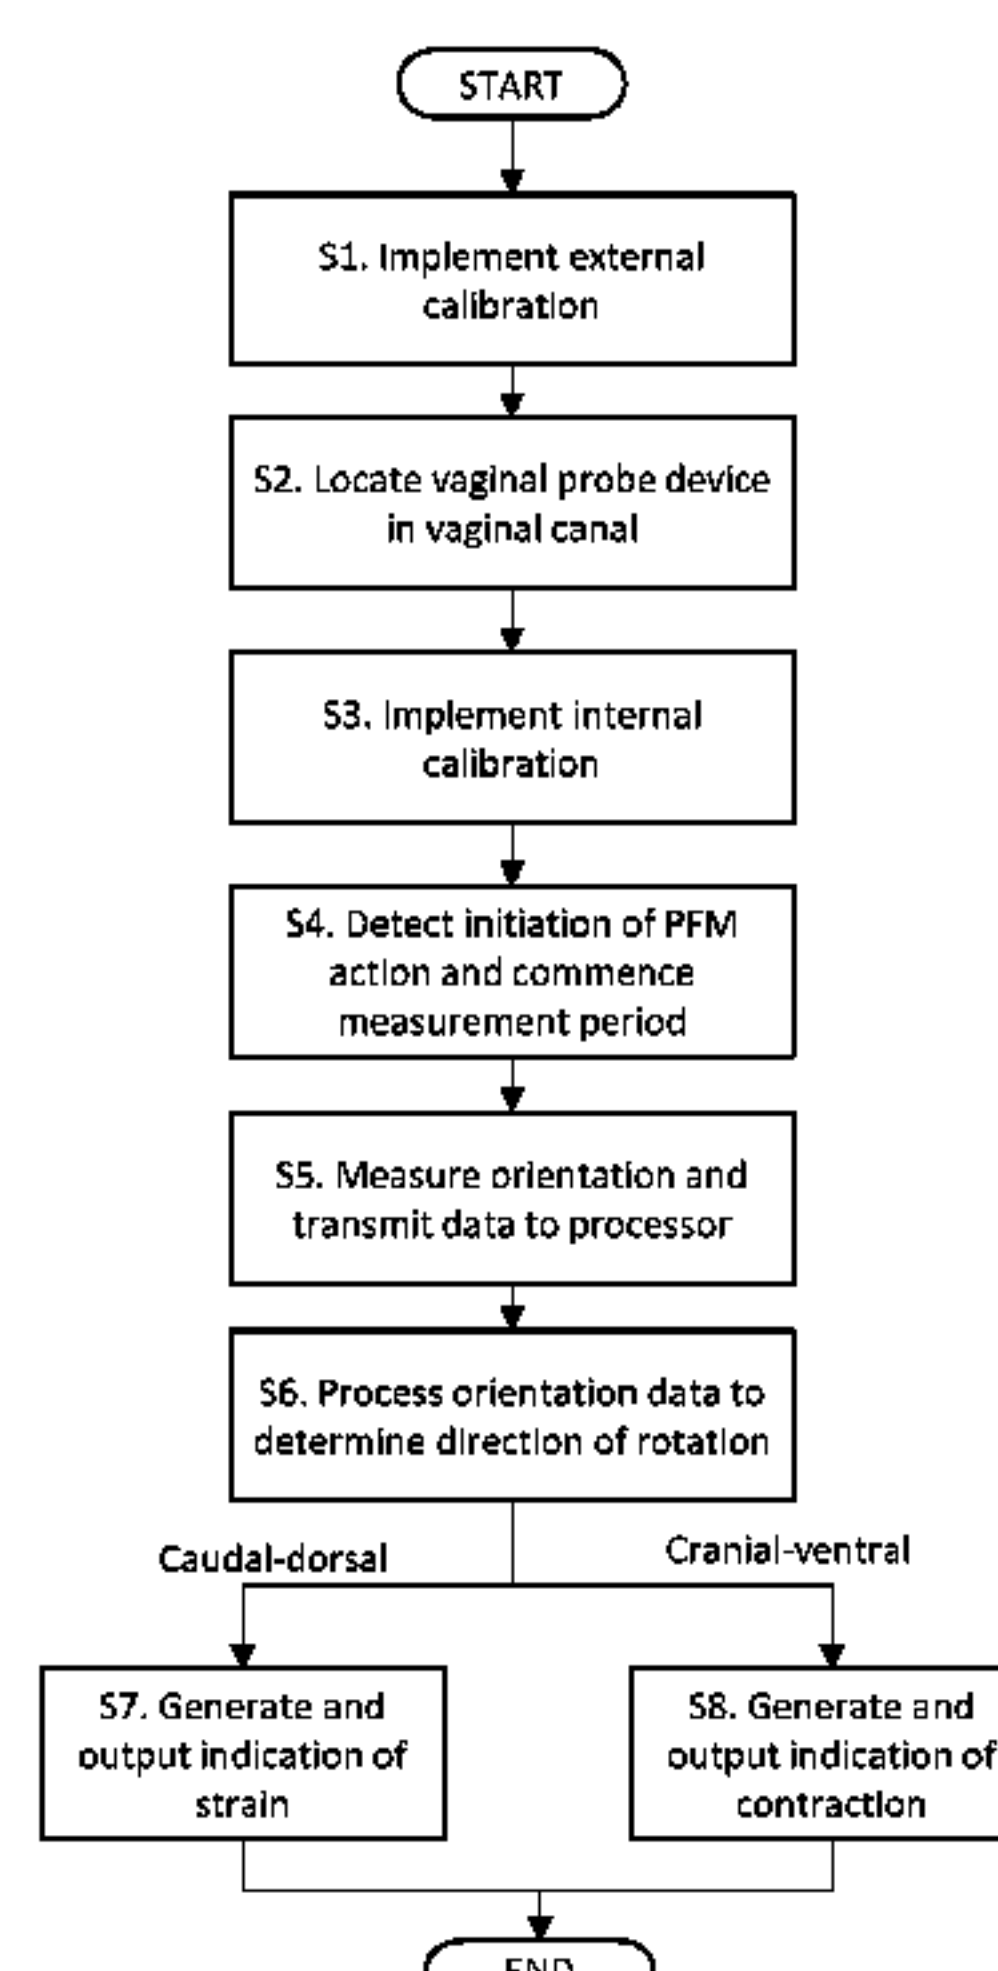 START
S1. Implement external
calibration
S2. Locate vaginal probe device
in vaginal canal
S3. Implement internal
calibration
S4. Detect initiation of PFM
action and commence
measurement period
S5. Measure orientation and
transmit data to processor
S6. Process orientation data to
determine direction of rotation
Caudal-dorsal
Cranial-ventral
S7. Generate and
output indication of
strain
S8. Generate and
output indication of
contraction
END